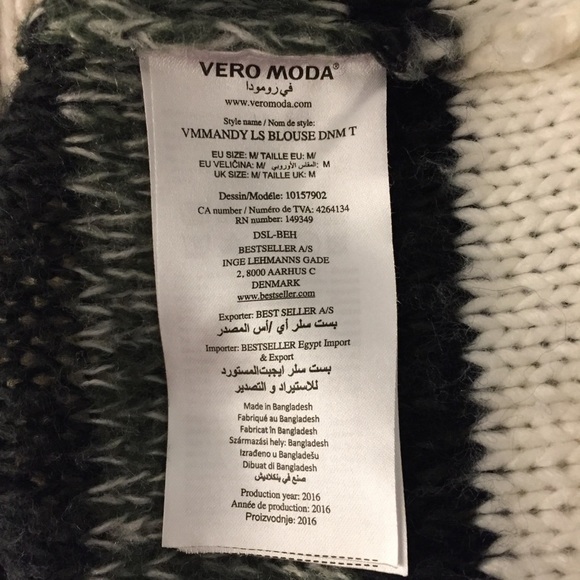 VERO MODA®
في رومودا
www.veromoda.com
Style name / Nom de style:
VMMANDY LS BLOUSE DNM T
EU SIZE: M/ TAILLE EU: M/
EU VELIČINA: M/ المقاس الأوروبي: M
UK SIZE: M/ TAILLE UK: M
Dessin/Modéle: 10157902
CA number / Numéro de TVA: 4264134
RN number: 149349
DSL-BEH
BESTSELLER A/S
INGE LEHMANNS GADE
2, 8000 AARHUS C
DENMARK
www.bestseller.com
Exporter: BEST SELLER A/S
بست سلر أي /أس المصدر
Importer: BESTSELLER Egypt Import
& Export
بست سلر ايجبت المستورد
للاستيراد و التصدير
Made in Bangladesh
Fabriqué au Bangladesh
Fabricat în Bangladesh
Származási hely: Bangladesh
Izrađeno u Bangladešu
Dibuat di Bangladesh
صنع في بنكلاديش
Production year: 2016
Année de production: 2016
Proizvodnje: 2016